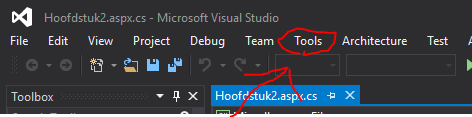 Hoofdstuk2.aspx.cs - Microsoft Visual Studio
File Edit View Project Debug Team Tools Architecture Test
Toolbox Hoofdstuk2.aspx.cs